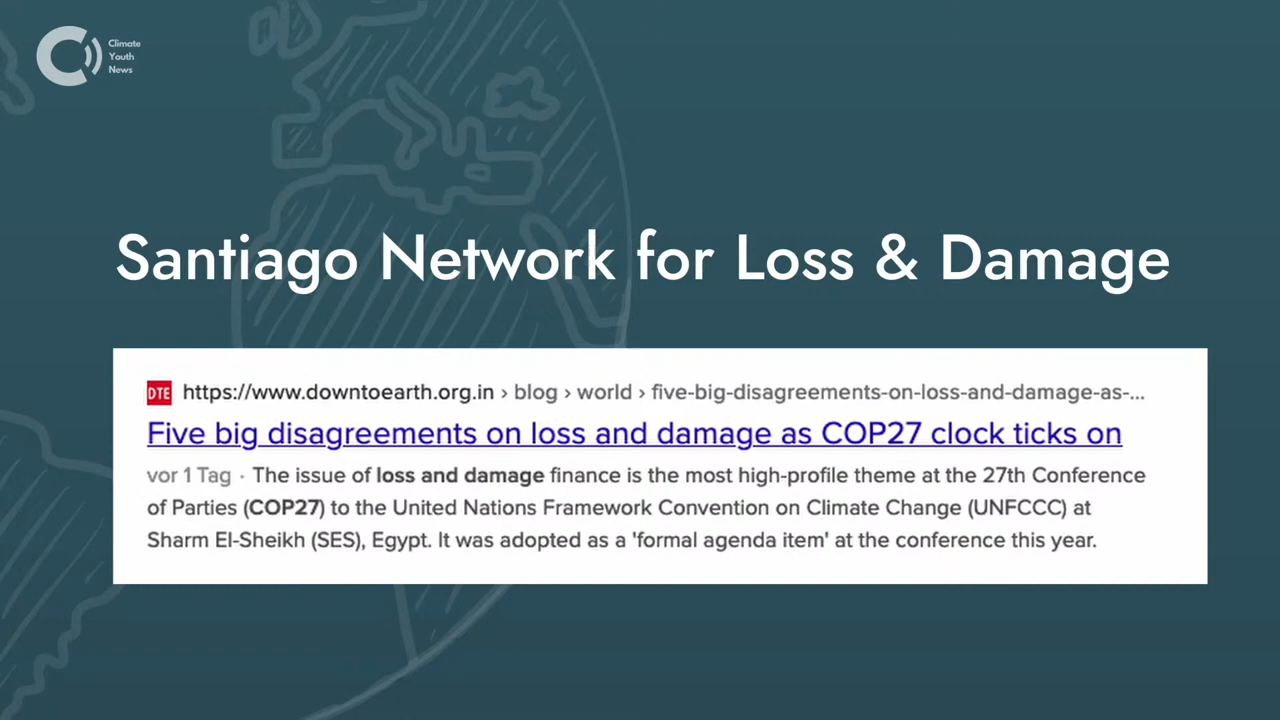 Climate
Youth
News
Santiago Network for Loss & Damage
DTE https://www.downtoearth.org.in › blog › world › five-big-disagreements-on-loss-and-damage-as-...
Five big disagreements on loss and damage as COP27 clock ticks on
vor 1 Tag · The issue of loss and damage finance is the most high-profile theme at the 27th Conference
of Parties (COP27) to the United Nations Framework Convention on Climate Change (UNFCCC) at
Sharm El-Sheikh (SES), Egypt. It was adopted as a 'formal agenda item' at the conference this year.